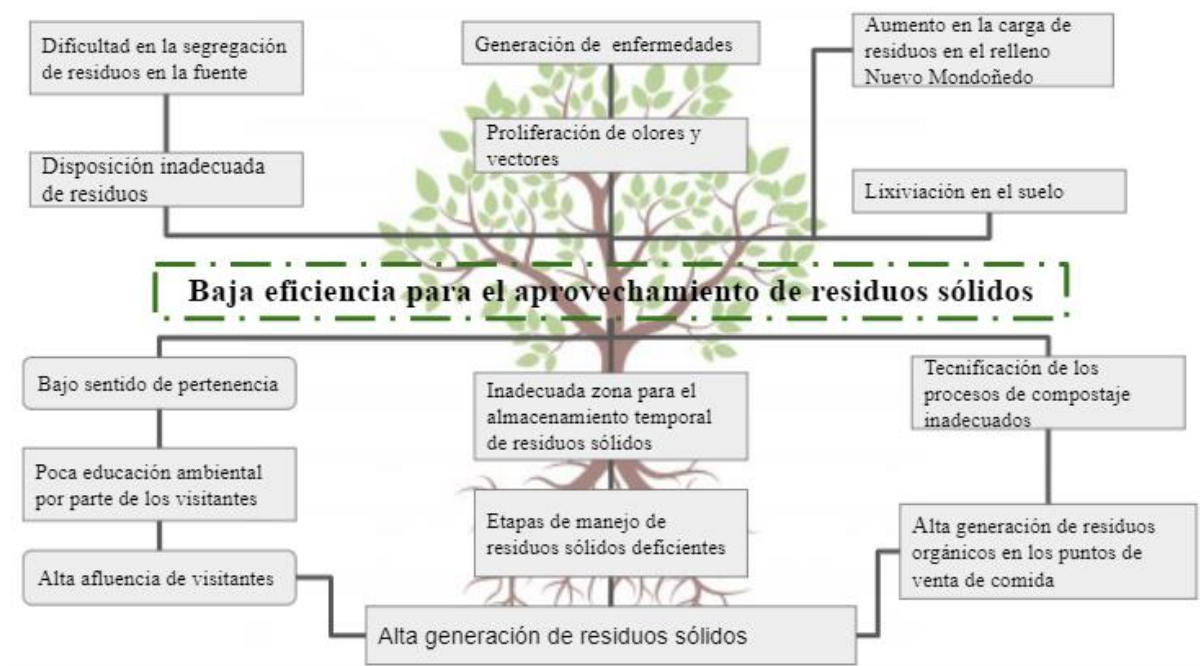 Dificultad en la segregación
de residuos en la fuente
Generación de enfermedades
Aumento en la carga de
residuos en el relleno
Nuevo Mondoñedo
Disposición inadecuada
de residuos
Proliferación de olores y
vectores
Lixiviación en el suelo
Baja eficiencia para el aprovechamiento de residuos sólidos
Bajo sentido de pertenencia
Inadecuada zona para el
almacenamiento temporal
de residuos sólidos
Tecnificación de los
procesos de compostaje
inadecuados
Poca educación ambiental
por parte de los visitantes
Etapas de manejo de
residuos sólidos deficientes
Alta generación de residuos
orgánicos en los puntos de
venta de comida
Alta afluencia de visitantes
Alta generación de residuos sólidos